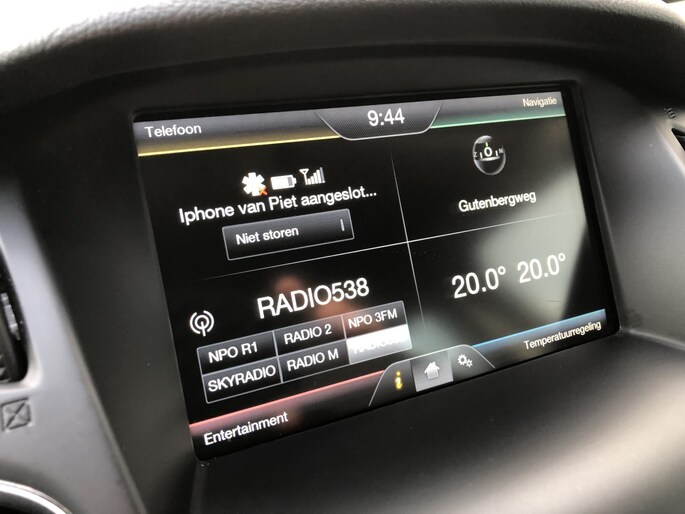 Telefoon
9:44
Navigatie
Iphone van Piet aangeslot...
Niet storen
Z O N
Gutenbergweg
RADIO538
NPO R1 RADIO 2 NPO 3FM
SKYRADIO RADIO M
20.0° 20.0°
Entertainment
i
Temperatuurregeling